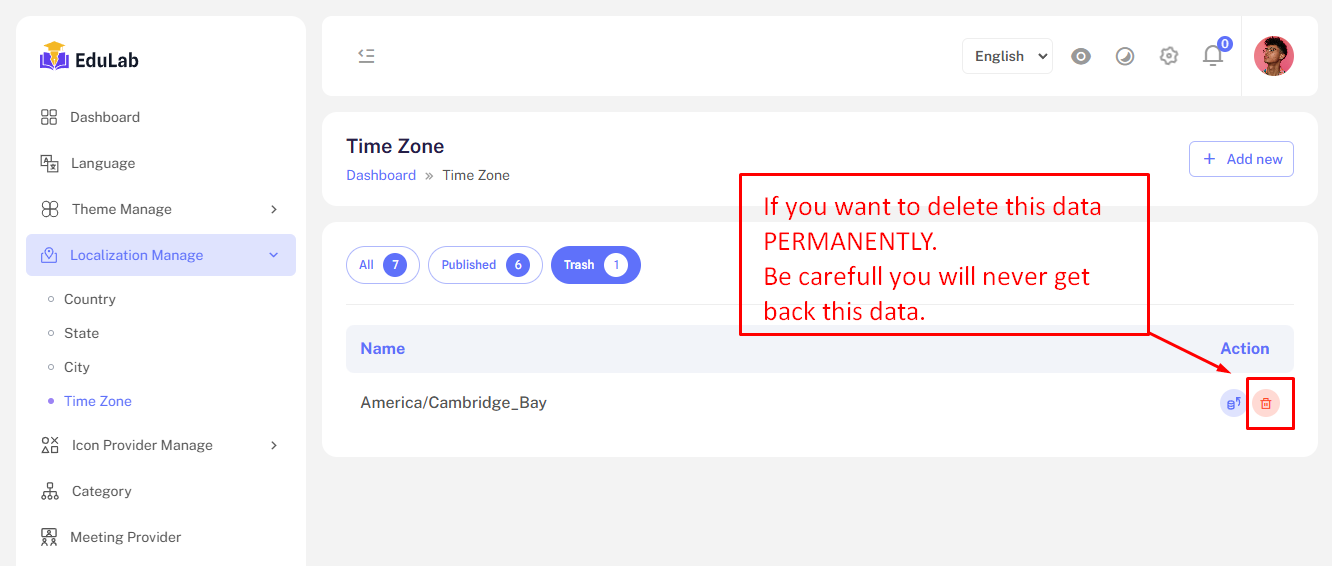 EduLab
English
0
Dashboard
Language
Theme Manage
Localization Manage
Country
State
City
Time Zone
Icon Provider Manage
Category
Meeting Provider
Time Zone
Dashboard » Time Zone
+ Add new
All 7
Published 6
Trash 1
If you want to delete this data
PERMANENTLY.
Be carefull you will never get
back this data.
Name
Action
America/Cambridge_Bay